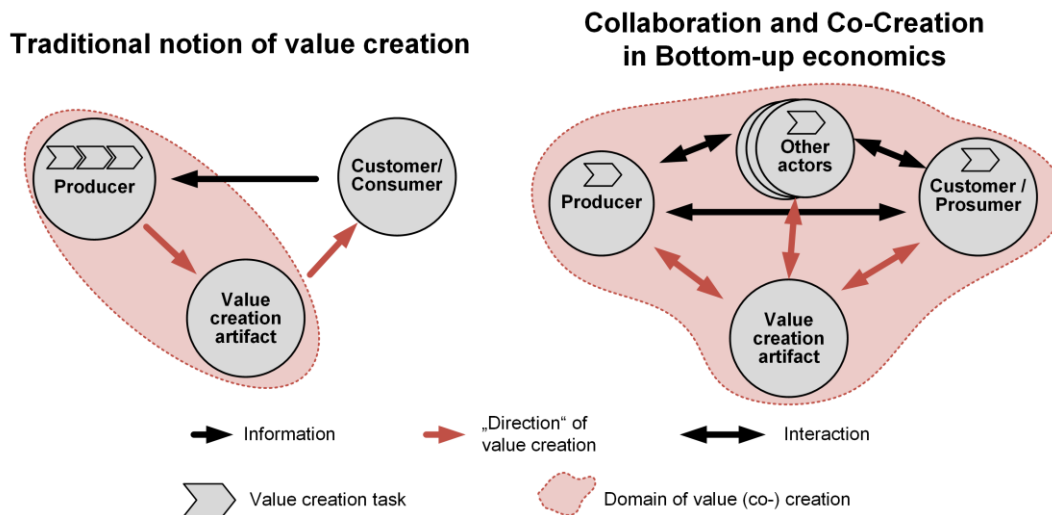 Traditional notion of value creation
Collaboration and Co-Creation
in Bottom-up economics
Producer
Customer/
Consumer
Value
creation
artifact
Other
actors
Producer
Customer /
Prosumer
Value
creation
artifact
Information
„Direction“ of
value creation
Interaction
Value creation task
Domain of value (co-) creation